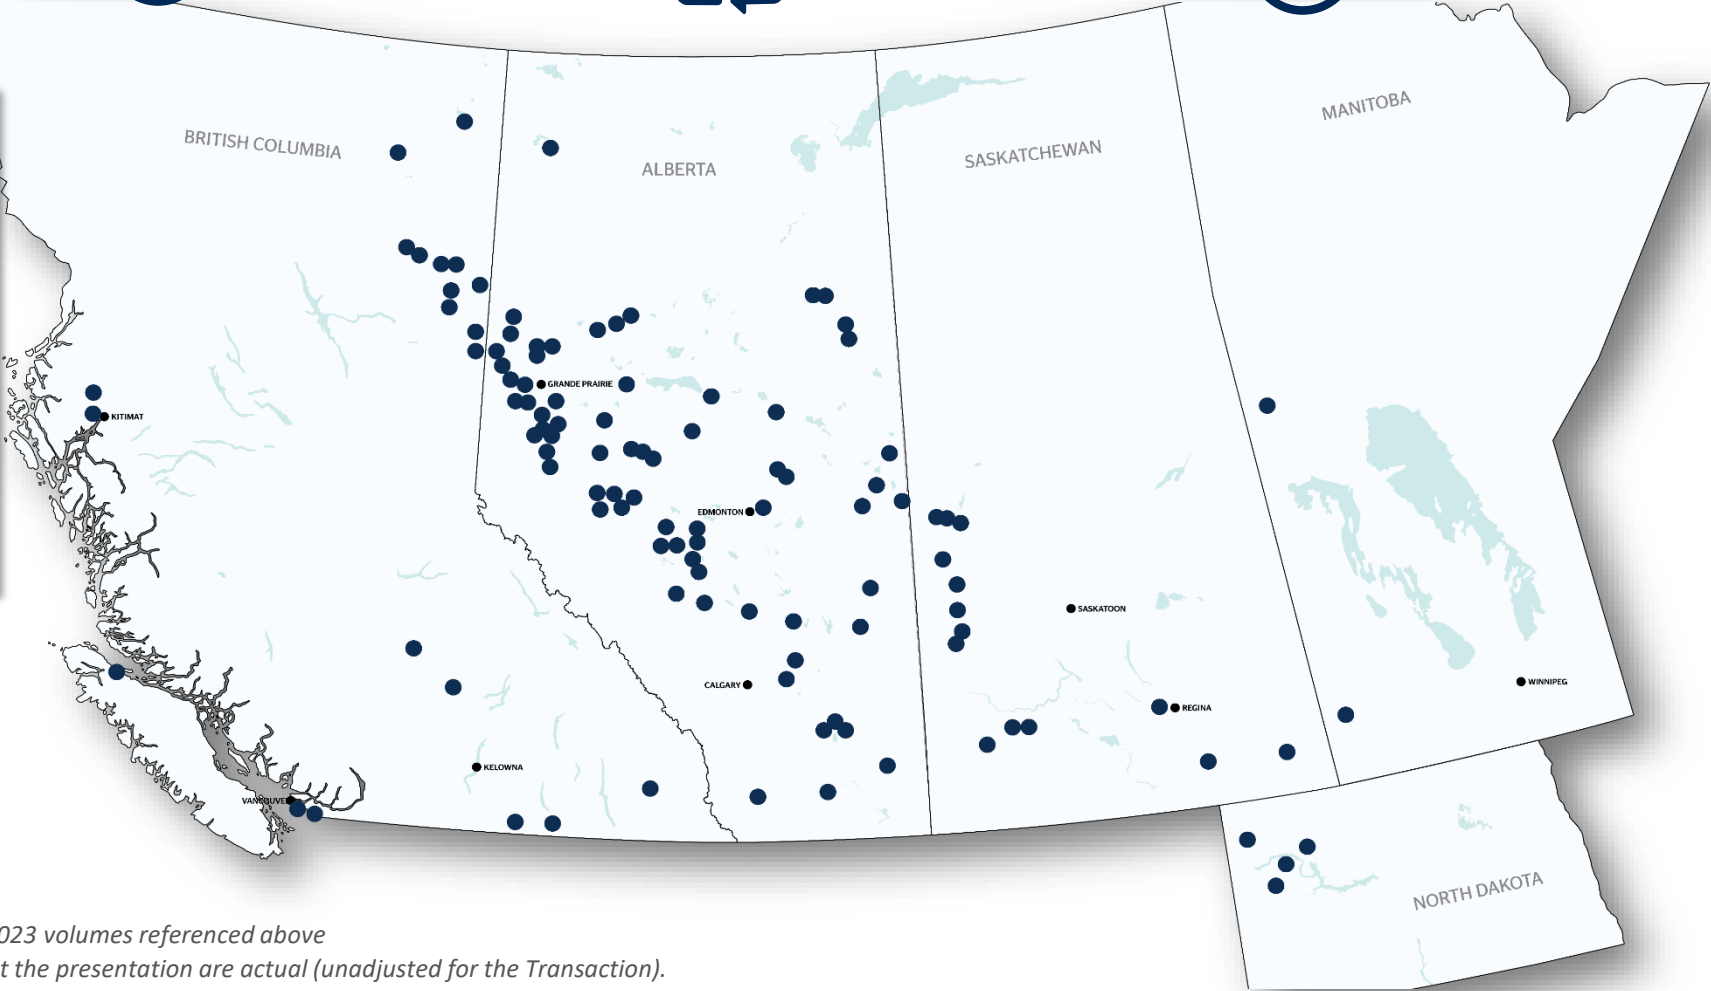 BRITISH COLUMBIA
ALBERTA
SASKATCHEWAN
MANITOBA
GRANDE PRAIRIE
KITIMAT
EDMONTON
SASKATOON
CALGARY
WINNIPEG
REGINA
KELOWNA
VANCOUVER
NORTH DAKOTA
023 volumes referenced above
t the presentation are actual (unadjusted for the Transaction).